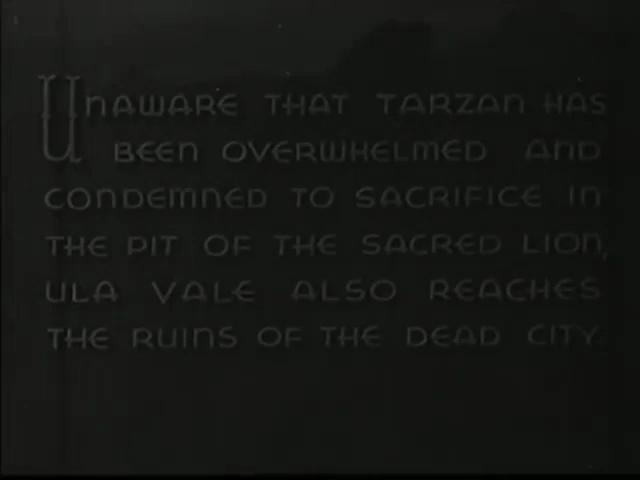 UNAWARE THAT TARZAN HAS
BEEN OVERWHELMED AND
CONDEMNED TO SACRIFICE IN
THE PIT OF THE SACRED LION,
ULA VALE ALSO REACHES
THE RUINS OF THE DEAD CITY.